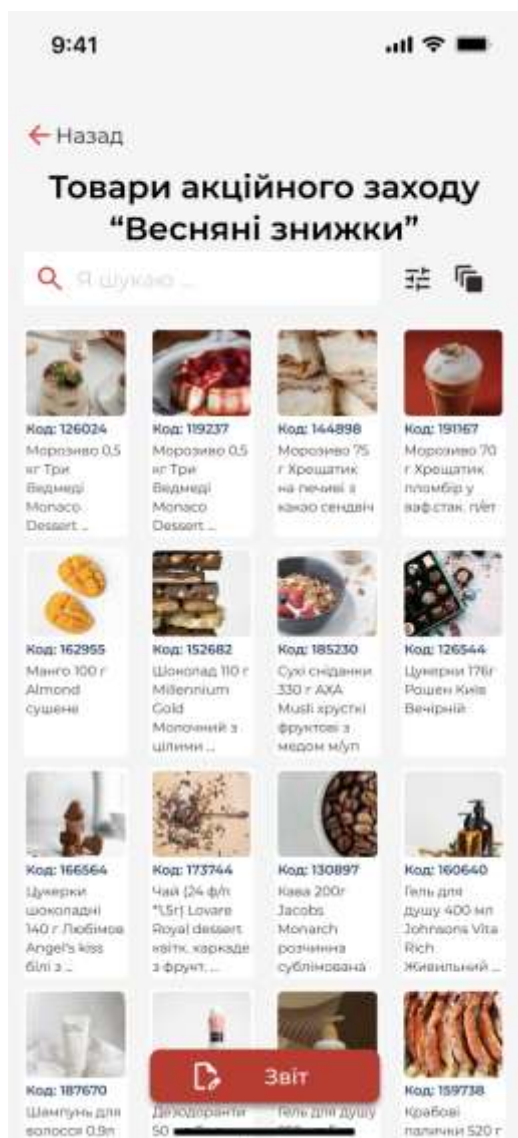 9:41
Назад
Товари акційного заходу
“Весняні знижки”
Я шукаю ...
Код: 126024
Морозиво 0,5
кг Три
Ведмеді
Monaco
Dessert ...
Код: 119237
Морозиво 0,5
кг Три
Ведмеді
Monaco
Dessert ...
Код: 144898
Морозиво 75
г Хрещатик
на печиві з
какао сендвіч
Код: 191167
Морозиво 70
г Хрещатик
пломбір у
ваф.стак. п/ет
Код: 162955
Манго 100 г
Almond
сушене
Код: 152682
Шоколад 110 г
Millennium
Gold
Молочний з
цілими ...
Код: 185230
Сухі сніданки
330 г AXA
Musli хрусткі
фруктові з
медом м/уп
Код: 126544
Цукерки 176г
Рошен Київ
Вечірній
Код: 166564
Цукерки
шоколадні
140 г Любімов
Angel's kiss
білі з ...
Код: 173744
Чай (24 ф/п
*1,5г) Lovare
Royal dessert
квітк. каркаде
з фрукт. ...
Код: 130897
Кава 200г
Jacobs
Monarch
розчинна
сублімована
Код: 160640
Гель для
душу 400 мл
Johnsons Vita
Rich
Живильний ...
Код: 187670
Шампунь для
волосся 0,9л
Дезодоранти
50
Гель для душу
Код: 159738
Крабові
палички 520 г
Звіт